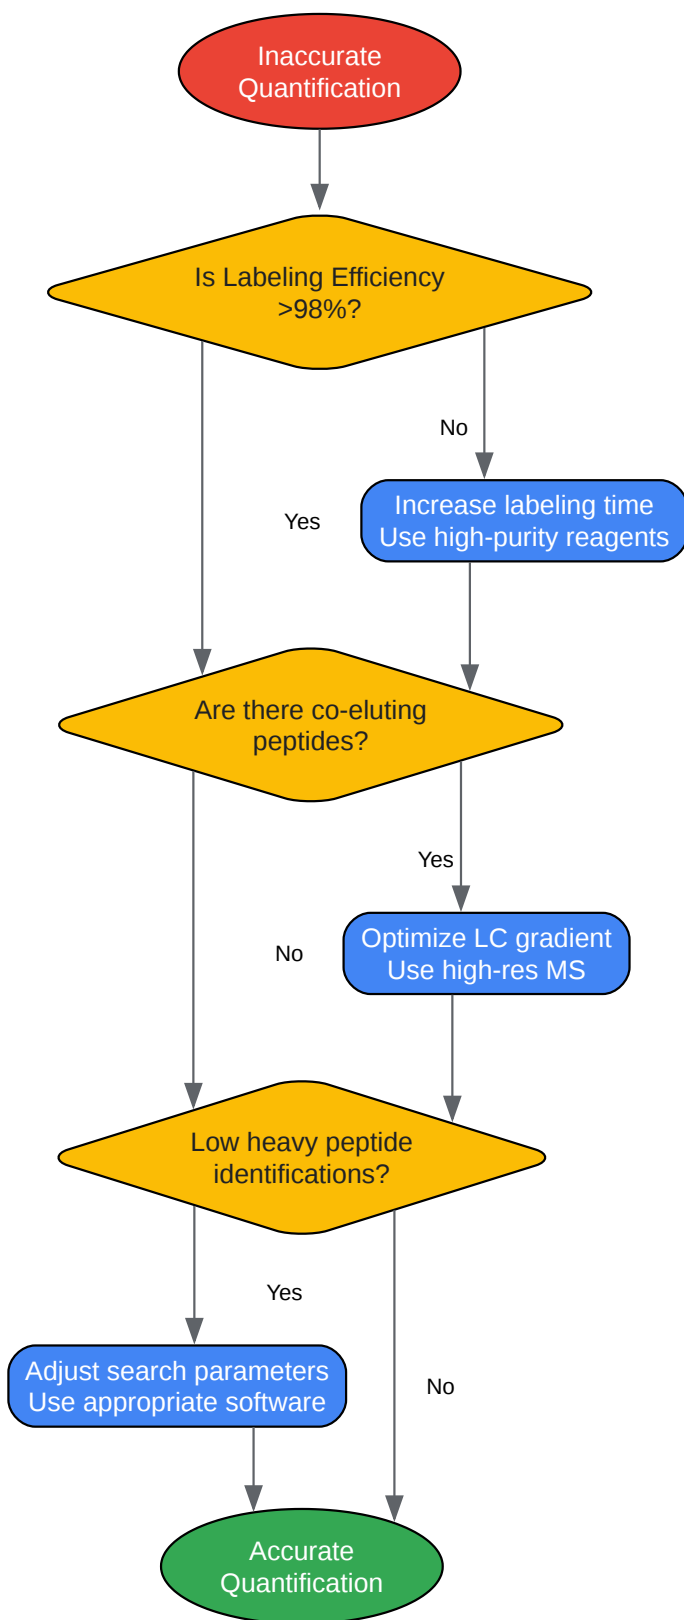 Inaccurate
Quantification
Is Labeling Efficiency
>98%?
No
Increase labeling time
Use high-purity reagents
Yes
Are there co-eluting
peptides?
Yes
Optimize LC gradient
Use high-res MS
No
Low heavy peptide
identifications?
Yes
Adjust search parameters
Use appropriate software
No
Accurate
Quantification